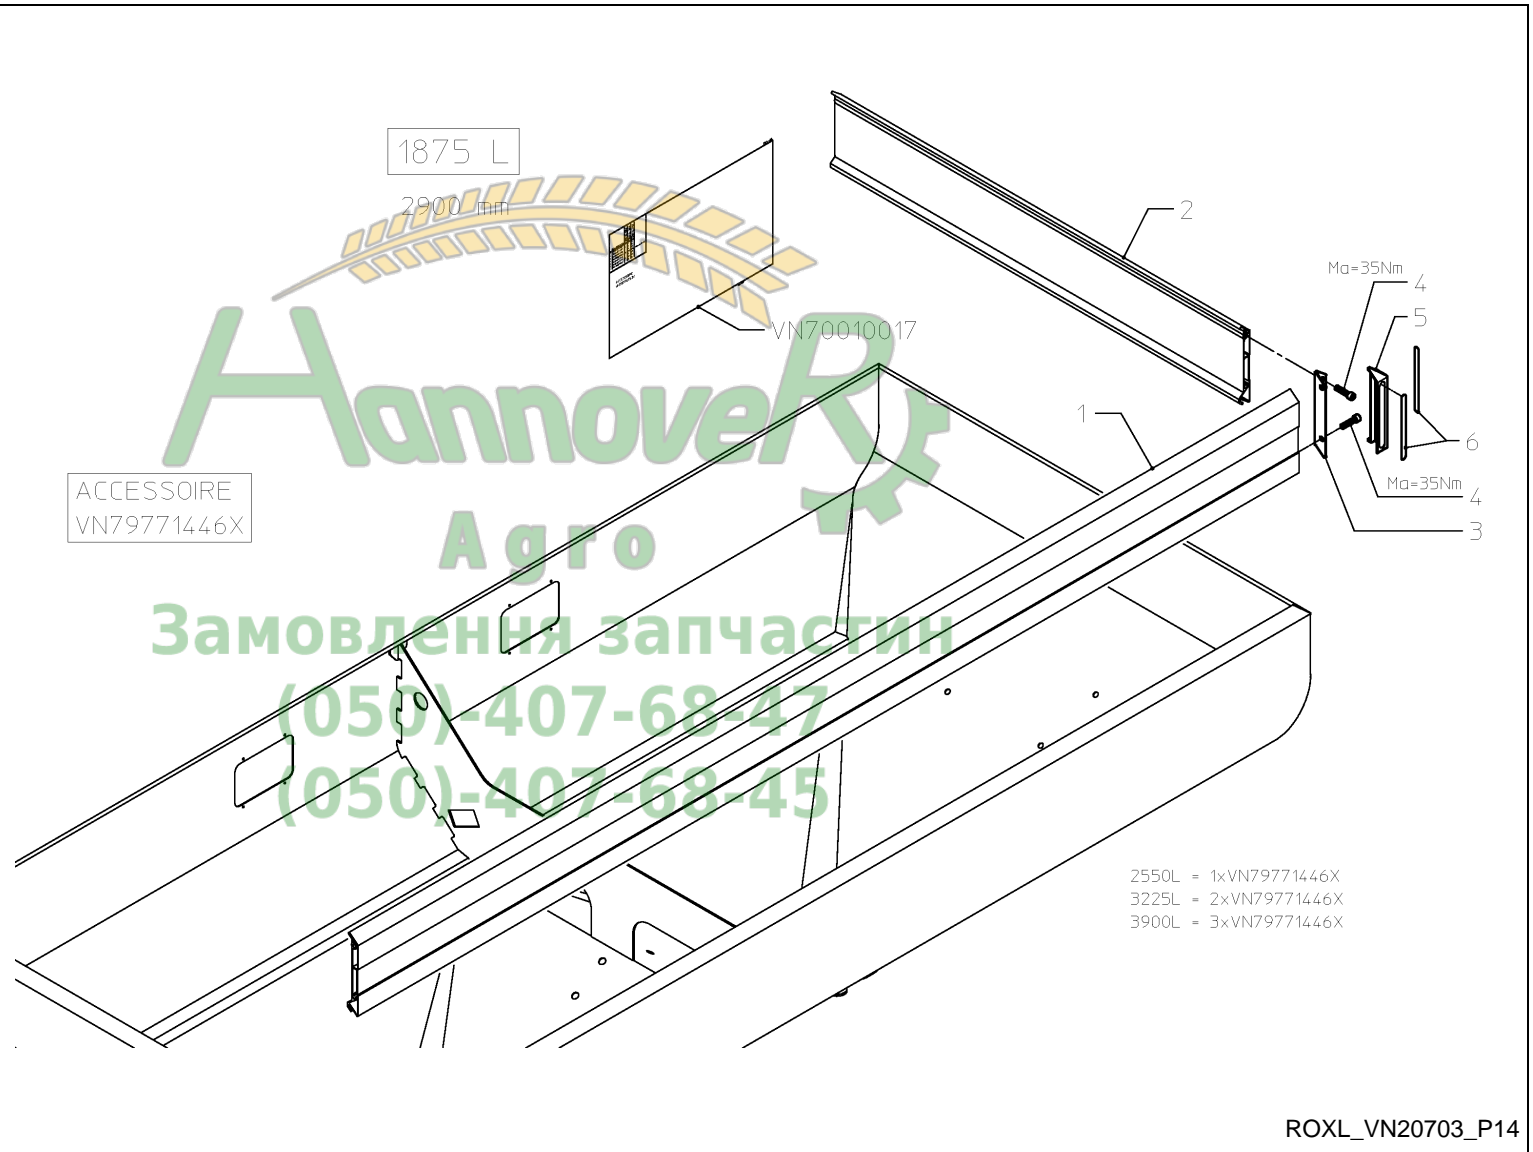 1875 L
2900 mm
2
Ma=35Nm
4
5
VN70010017
HannoveR
1
6
ACCESSOIRE
VN79771446X
Ma=35Nm
4
3
Agro
Замовлення запчастин
(050)-407-68-47
(050)-407-68-45
2550L = 1xVN79771446X
3225L = 2xVN79771446X
3900L = 3xVN79771446X
ROXL_VN20703_P14